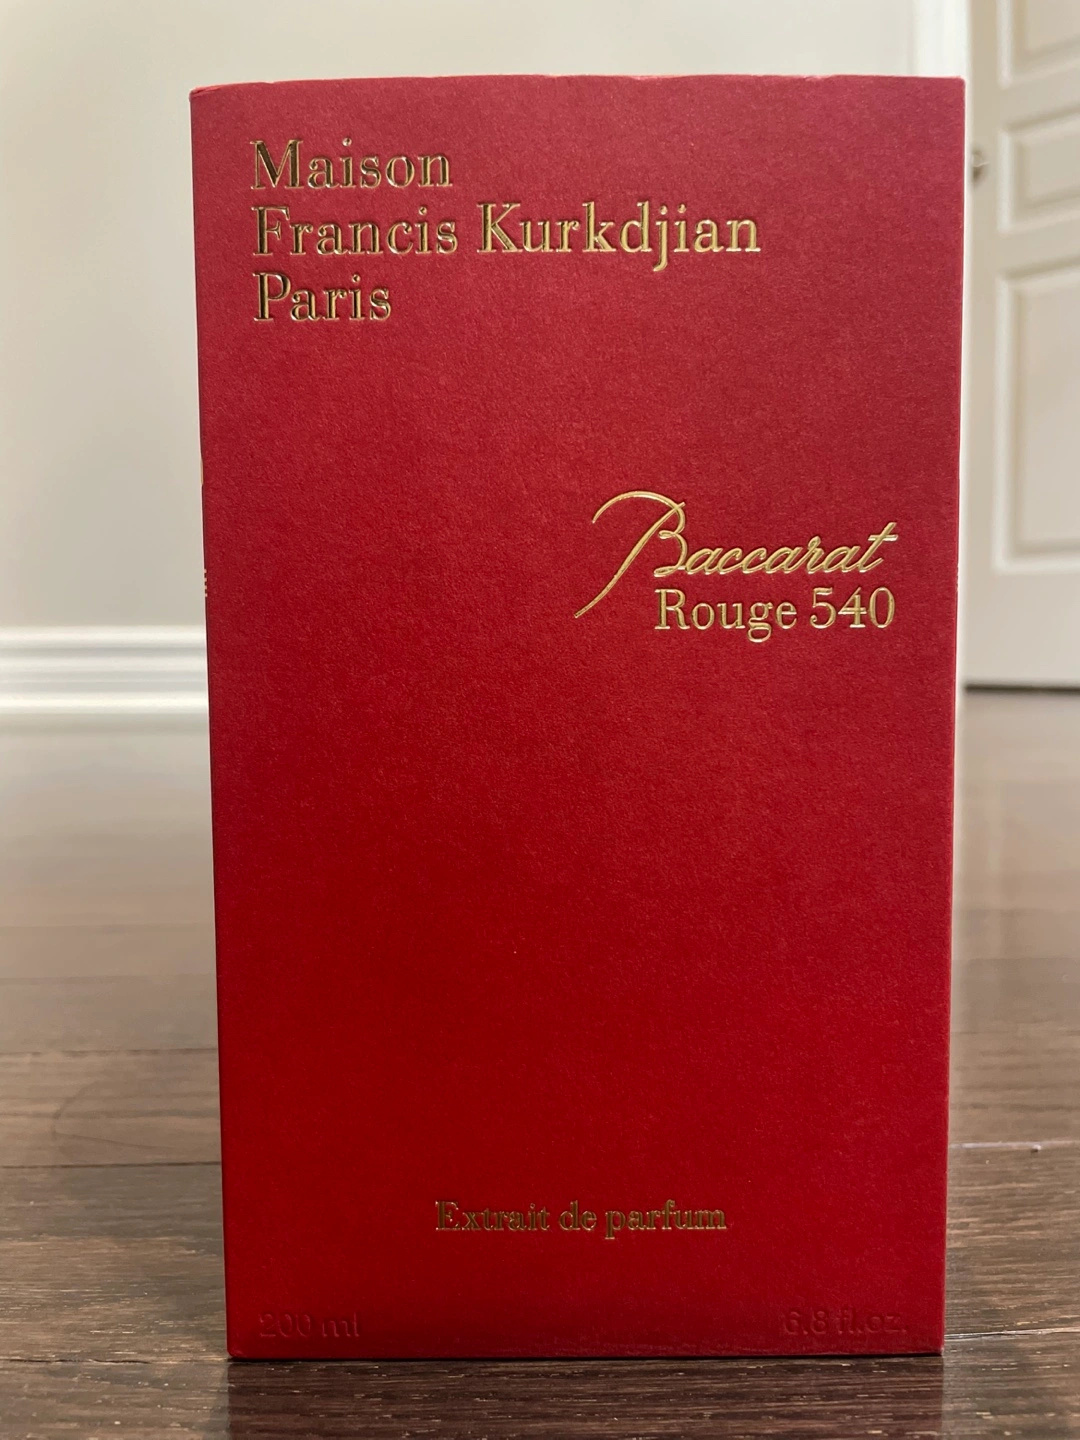 Maison
Francis Kurkdjian
Paris
Baccarat
Rouge 540
Extrait de parfum
200 ml
6.8 fl.oz.